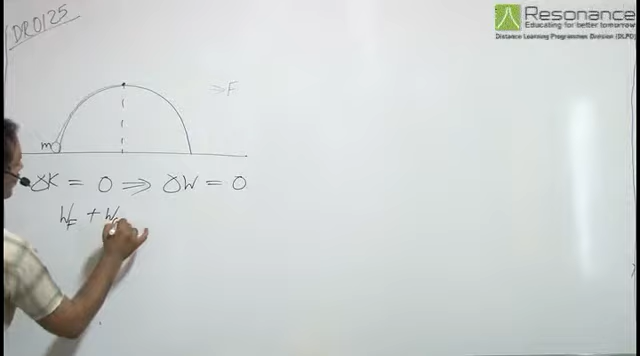 DR0125
Resonance
Educating for better tomorrow
Distance Learning Programmes Division (DLPD)
⇒F
m
ΔK = 0 ⇒ ΔW = 0
W_F + W